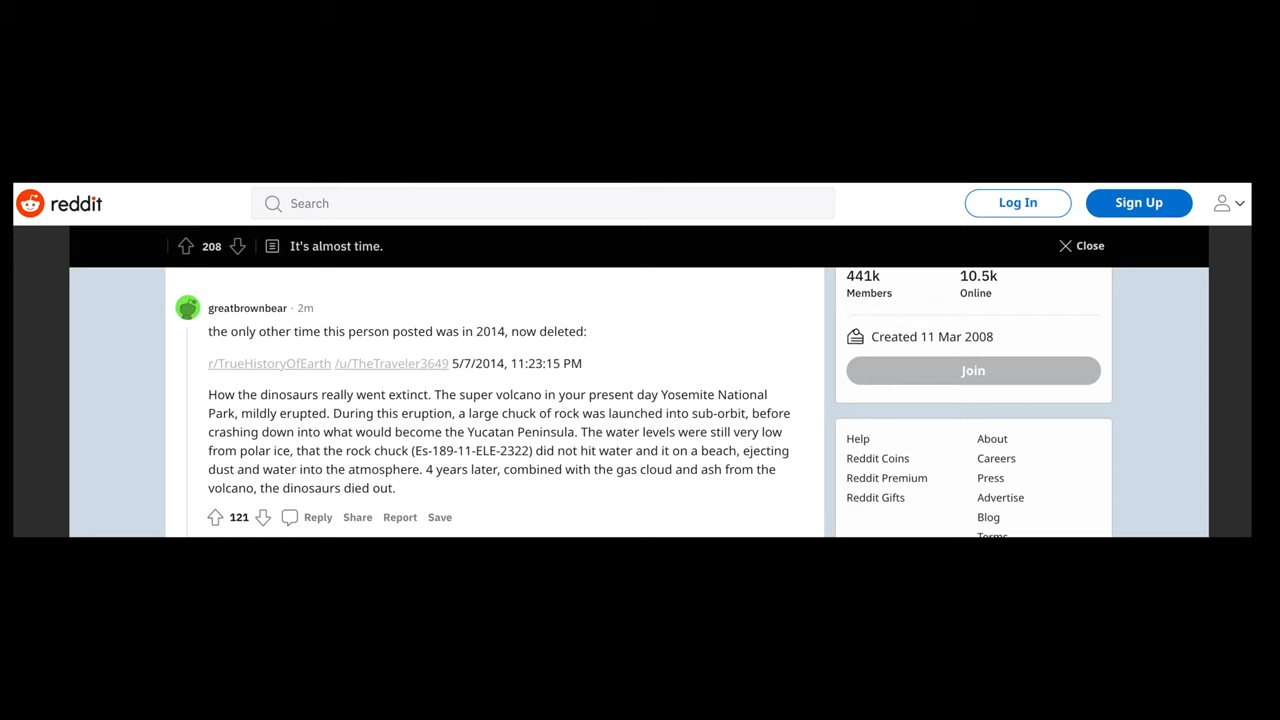 reddit
Search
Log In
Sign Up
208
It's almost time.
Close
greatbrownbear · 2m
the only other time this person posted was in 2014, now deleted:
r/TrueHistoryOfEarth /u/TheTraveler3649 5/7/2014, 11:23:15 PM
How the dinosaurs really went extinct. The super volcano in your present day Yosemite National
Park, mildly erupted. During this eruption, a large chuck of rock was launched into sub-orbit, before
crashing down into what would become the Yucatan Peninsula. The water levels were still very low
from polar ice, that the rock chuck (Es-189-11-ELE-2322) did not hit water and it on a beach, ejecting
dust and water into the atmosphere. 4 years later, combined with the gas cloud and ash from the
volcano, the dinosaurs died out.
121 Reply Share Report Save
441k 10.5k
Members Online
Created 11 Mar 2008
Join
Help About
Reddit Coins Careers
Reddit Premium Press
Reddit Gifts Advertise
Blog
Terms